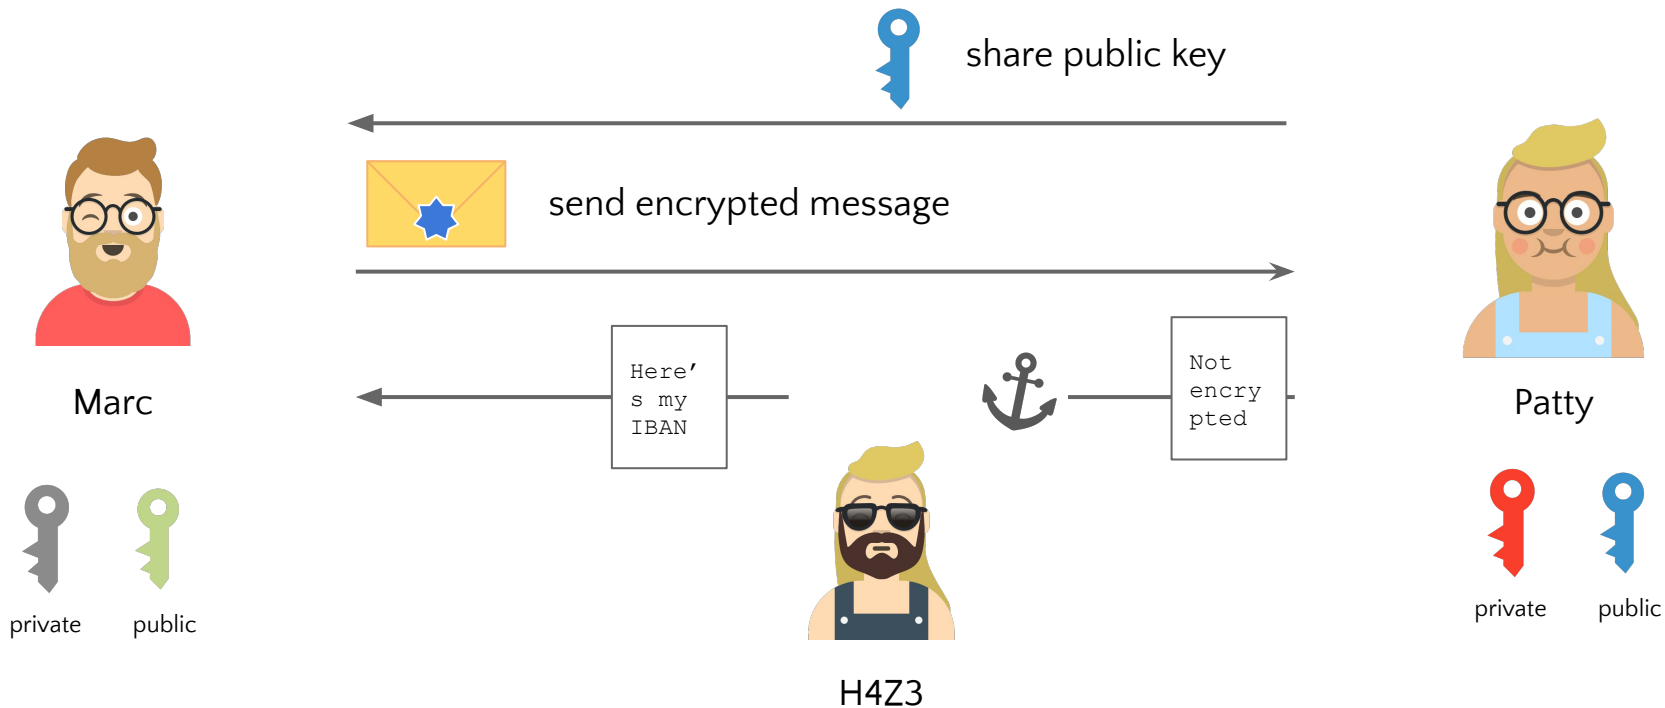 share public key
send encrypted message
Here’
s my
IBAN
Not
encry
pted
Marc
Patty
private
public
private
public
H4Z3